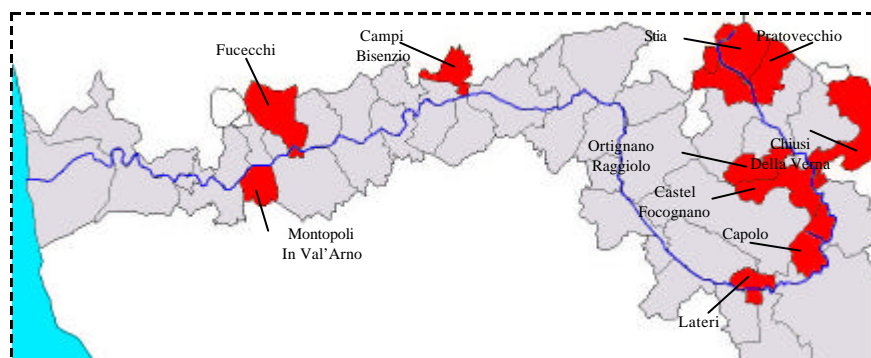 Stia
Pratovecchio
Campi
Bisenzio
Fucecchi
Ortignano
Raggiolo
Chiusi
Della Verna
Castel
Focognano
Montopoli
In Val'Arno
Capolo
Lateri